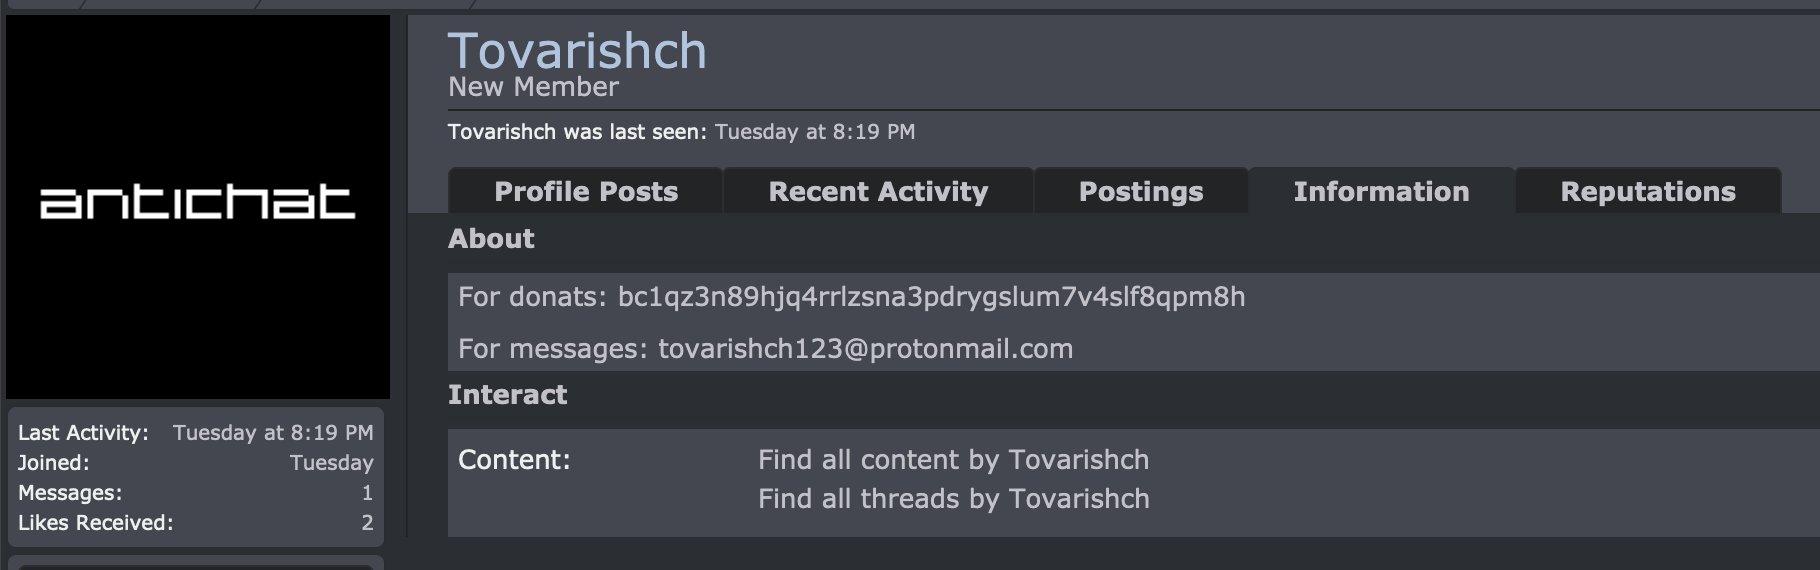 antichat
Tovarishch
New Member
Tovarishch was last seen: Tuesday at 8:19 PM
Profile Posts Recent Activity Postings Information Reputations
About
For donats: bc1qz3n89hjq4rrlzsna3pdrygslum7v4slf8qpm8h
For messages: tovarishch123@protonmail.com
Interact
Content: Find all content by Tovarishch
Find all threads by Tovarishch
Last Activity: Tuesday at 8:19 PM
Joined: Tuesday
Messages: 1
Likes Received: 2